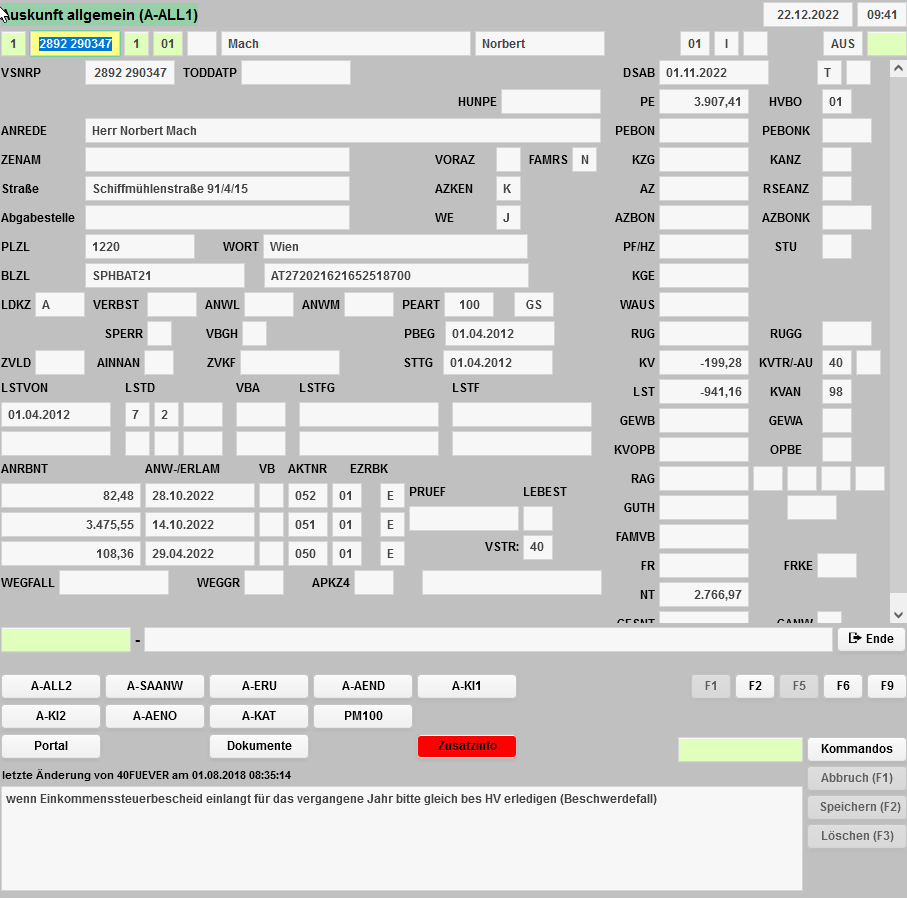 Auskunft allgemein (A-ALL1) 22.12.2022 09:41
1 2892 290347 1 01 Mach Norbert 01 I AUS
VSNRP 2892 290347 TODDATP DSAB 01.11.2022 T
HUNPE PE 3.907,41 HVBO 01
ANREDE Herr Norbert Mach PEBON PEBONK
ZENAM VORAZ FAMRS N KZG KANZ
Straße Schiffmühlenstraße 91/4/15 AZKEN K AZ RSEANZ
Abgabestelle WE J AZBON AZBONK
PLZL 1220 WORT Wien PF/HZ STU
BLZL SPHBAT21 AT272021621652518700 KGE
LDKZ A VERBST ANWL ANWM PEART 100 GS WAUS
SPERR VBGH PBEG 01.04.2012 RUG RUGG
ZVLD AINNAN ZVKF STTG 01.04.2012 KV -199,28 KVTR/-AU 40
LSTVON LSTD VBA LSTFG LSTF LST -941,16 KVAN 98
01.04.2012 7 2 GEWB GEWA
KVOPB OPBE
ANRBNT ANW-/ERLAM VB AKTNR EZRBK RAG
82,48 28.10.2022 052 01 E PRUEF LEBEST GUTH
3.475,55 14.10.2022 051 01 E FAMVB
108,36 29.04.2022 050 01 E VSTR: 40 FR FRKE
WEGFALL WEGGR APKZ4 NT 2.766,97
GESNT GANW
- Ende
A-ALL2 A-SAANW A-ERU A-AEND A-KI1 F1 F2 F5 F6 F9
A-KI2 A-AENO A-KAT PM100
Portal Dokumente Zusatzinfo Kommandos
letzte Änderung von 40FUEVER am 01.08.2018 08:35:14 Abbruch (F1)
wenn Einkommenssteuerbescheid einlangt für das vergangene Jahr bitte gleich bes HV erledigen (Beschwerdefall) Speichern (F2)
Löschen (F3)